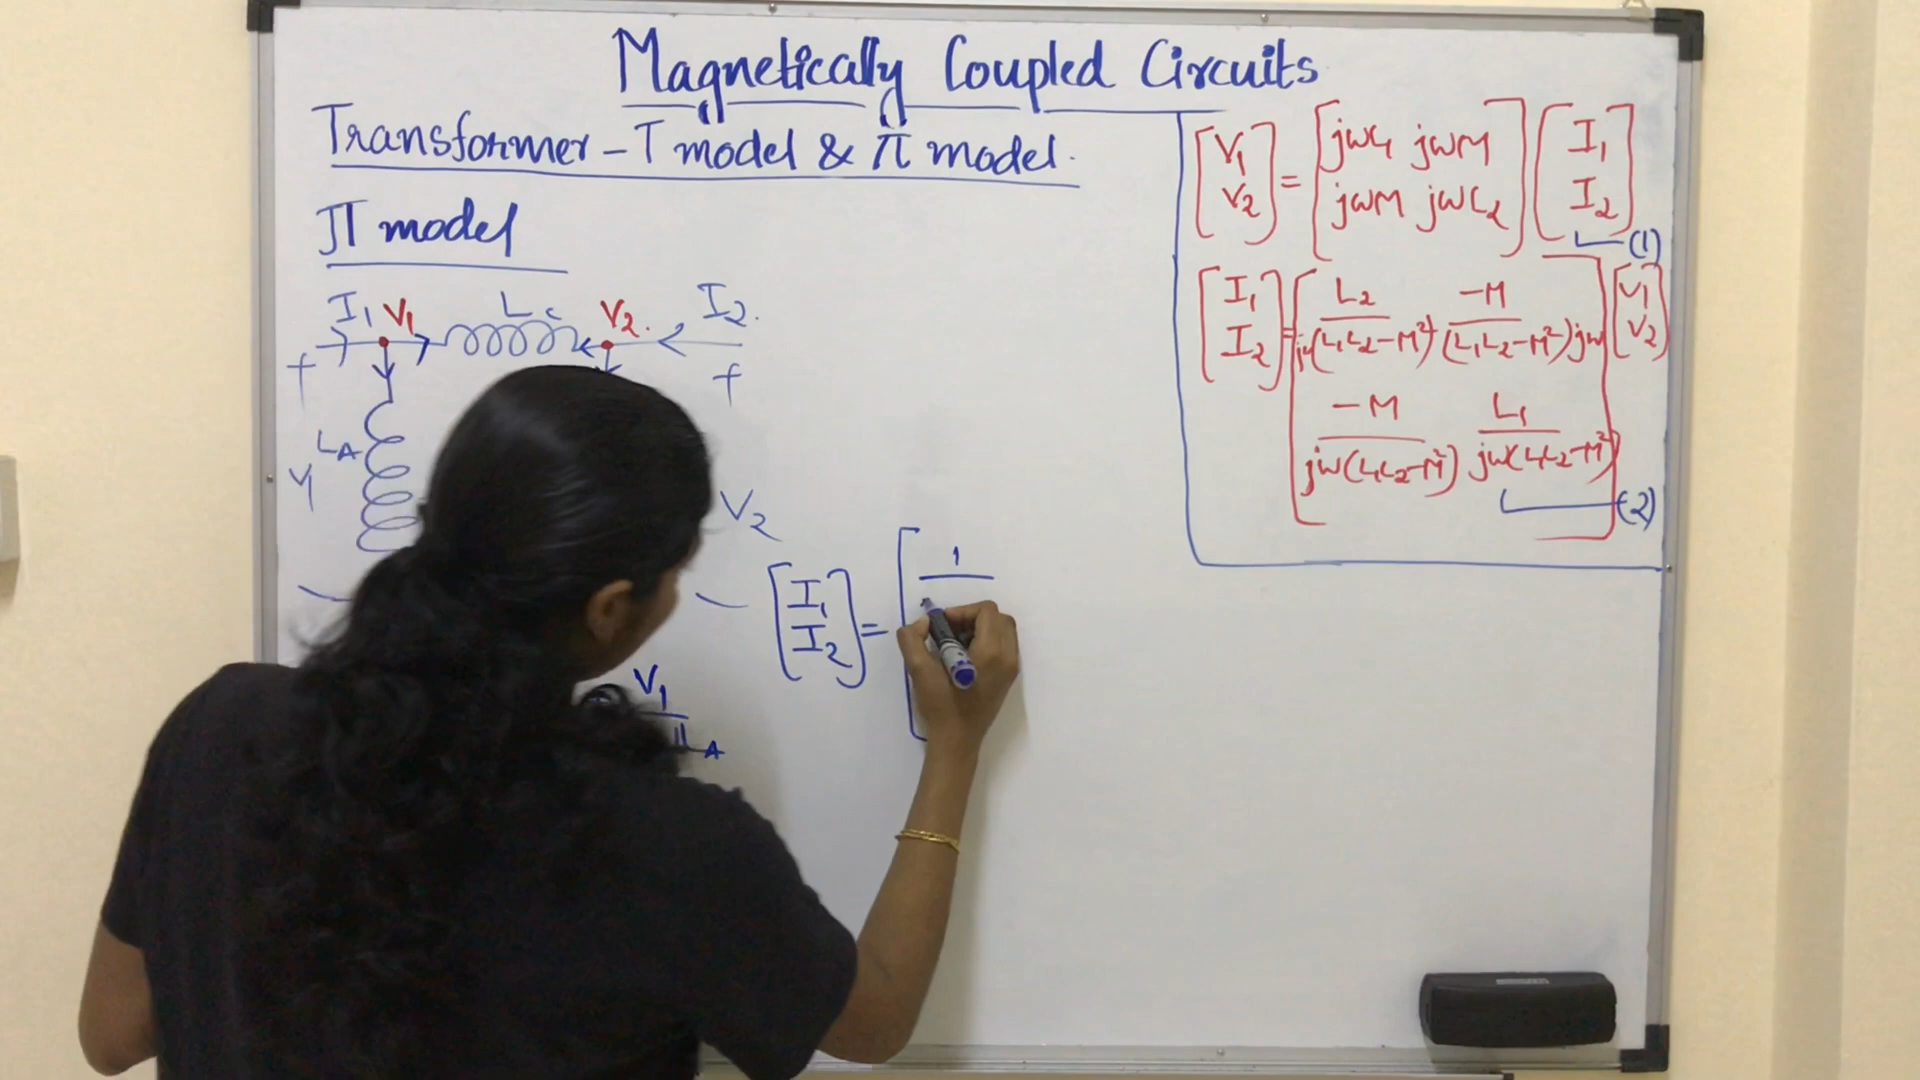 Magnetically Coupled Circuits
Transformer - T model & π model.
π model
I1 V1 Lc V2. I2.
+ +
LA
V1 V2
[V1 V2] = [jωL1 jωM
jωM jωL2] [I1 I2]
(1)
[I1 I2] = [L2/jω(L1L2-M²) -M/(L1L2-M²)jω
-M/jω(L1L2-M²) L1/jω(L1L2-M²)] [V1 V2]
(2)
[I1 I2] = [1
V1
A